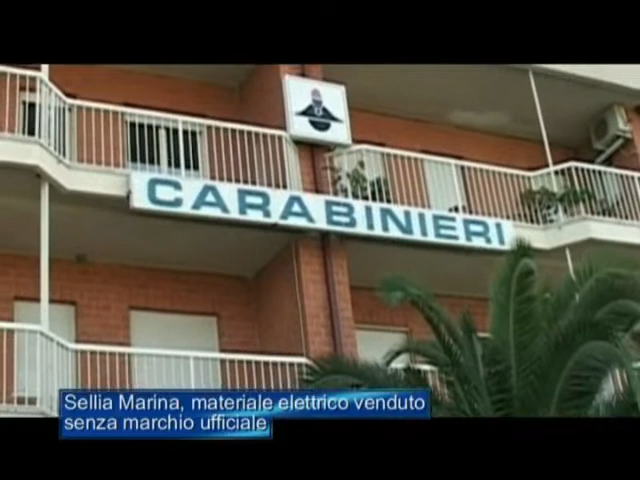 CARABINIERI
Sellia Marina, materiale elettrico venduto
senza marchio ufficiale